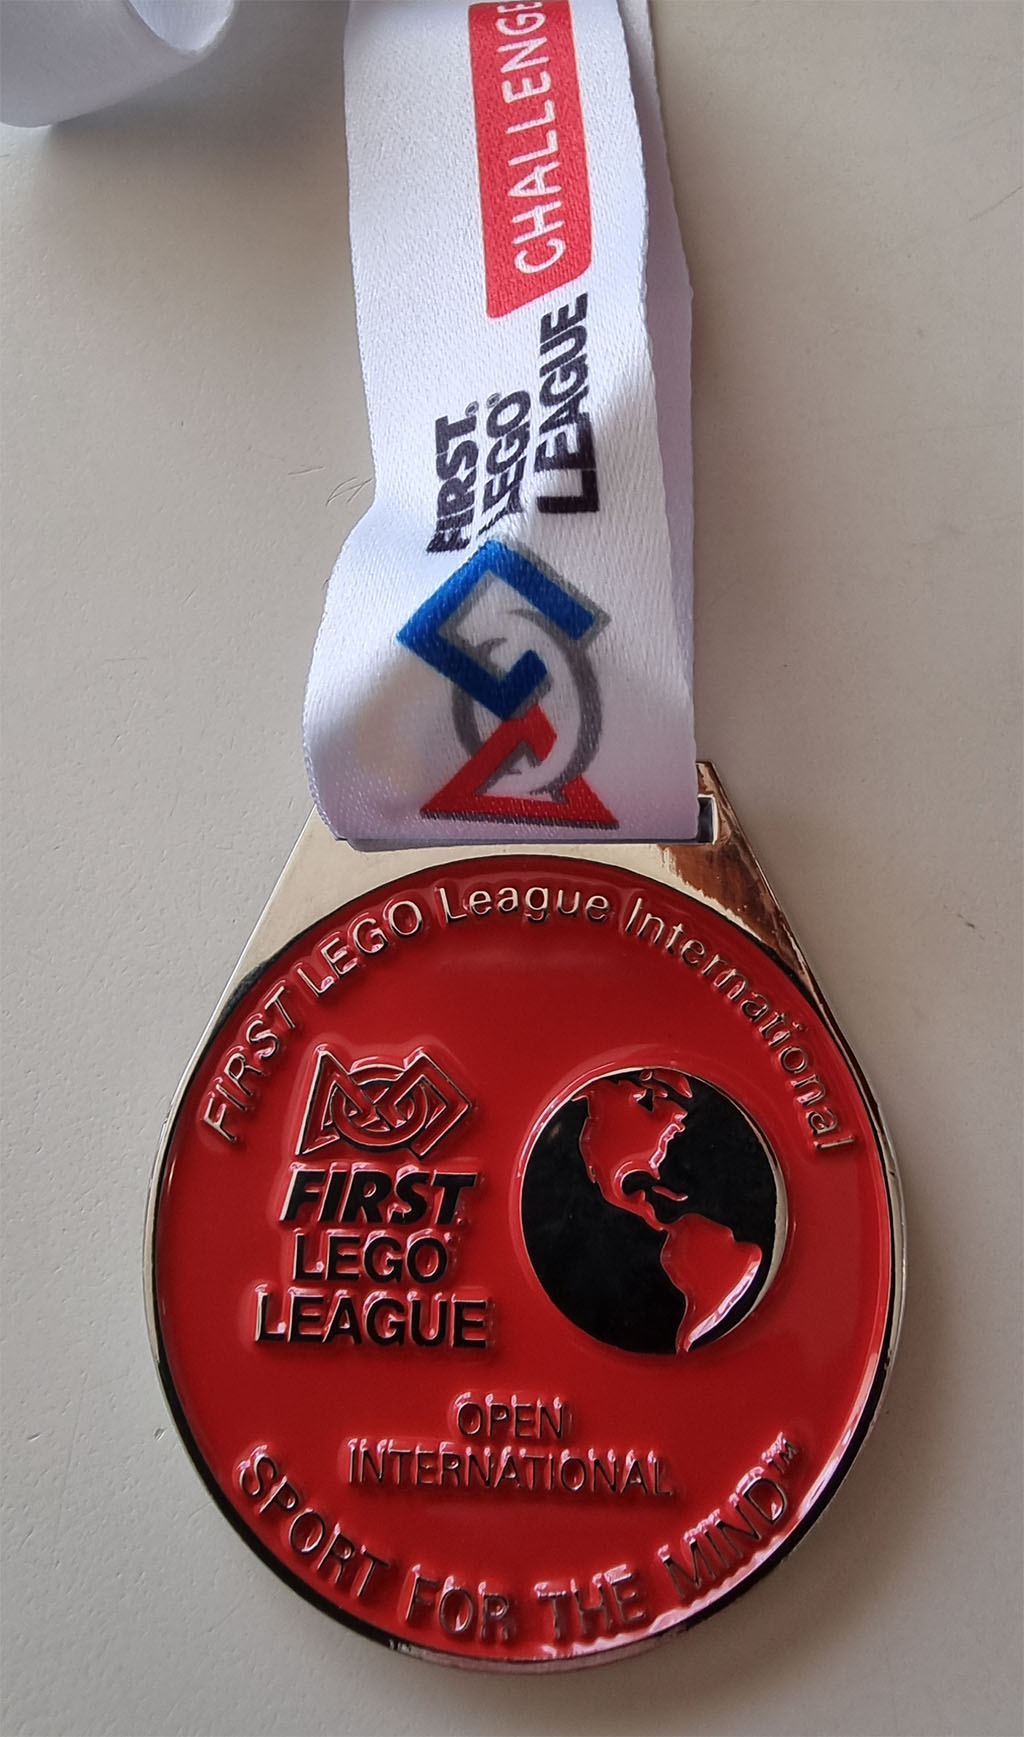 CHALLENGE
FIRST®
LEGO®
LEAGUE
FIRST LEGO League International
FIRST
LEGO
LEAGUE
OPEN
INTERNATIONAL
SPORT FOR THE MIND™